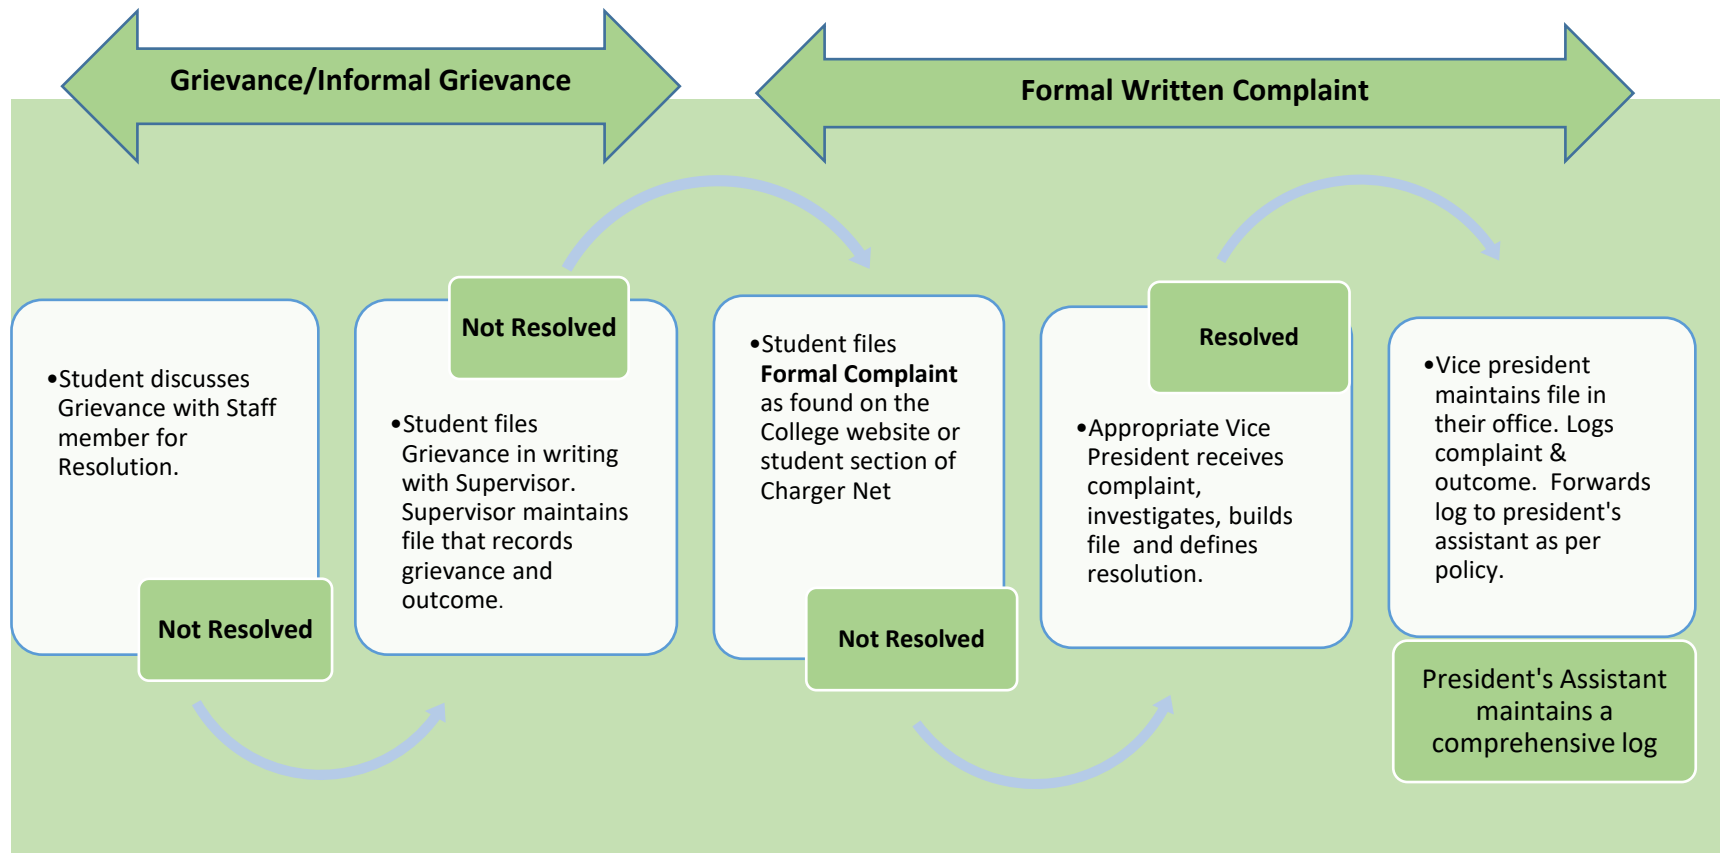 Grievance/Informal Grievance
Formal Written Complaint
•Student discusses
Grievance with Staff
member for
Resolution.
Not Resolved
Not Resolved
•Student files
Grievance in writing
with Supervisor.
Supervisor maintains
file that records
grievance and
outcome.
•Student files
Formal Complaint
as found on the
College website or
student section of
Charger Net
Not Resolved
Resolved
•Appropriate Vice
President receives
complaint,
investigates, builds
file  and defines
resolution.
•Vice president
maintains file in
their office. Logs
complaint &
outcome.  Forwards
log to president's
assistant as per
policy.
President's Assistant
maintains a
comprehensive log